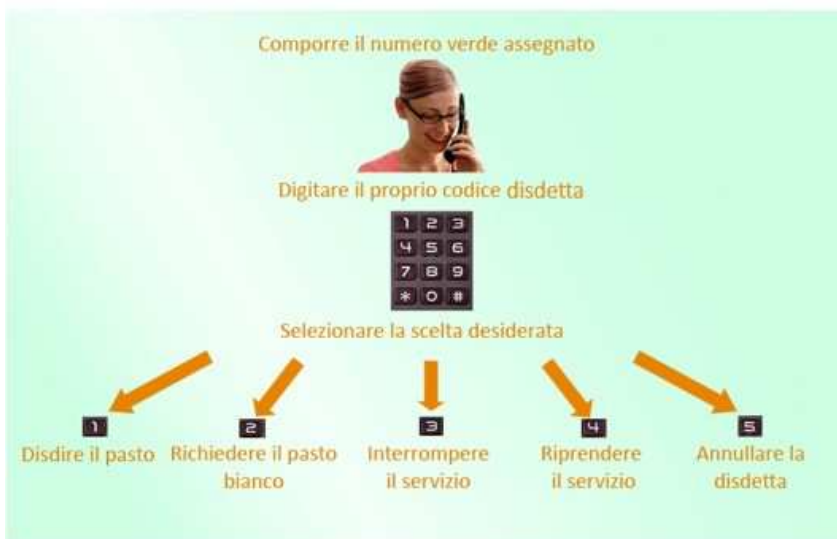 Comporre il numero verde assegnato
Digitare il proprio codice disdetta
1 2 3
4 5 6
7 8 9
* 0 #
Selezionare la scelta desiderata
1
Disdire il pasto
2
Richiedere il pasto
bianco
3
Interrompere
il servizio
4
Riprendere
il servizio
5
Annullare la
disdetta